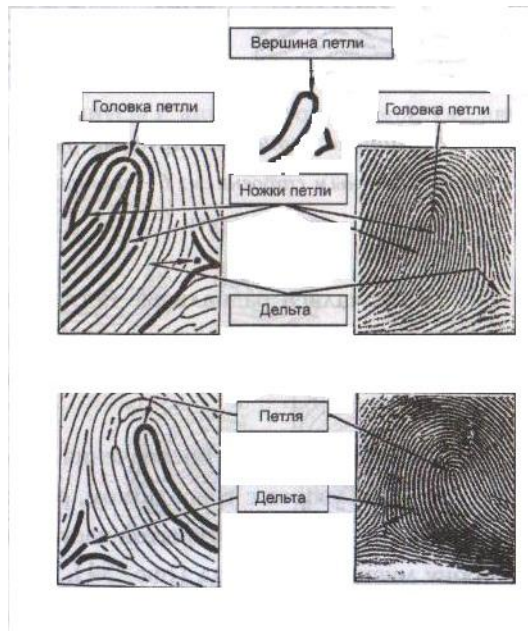 Вершина петли
Головка петли
Головка петли
Ножки петли
Дельта
Петля
Дельта